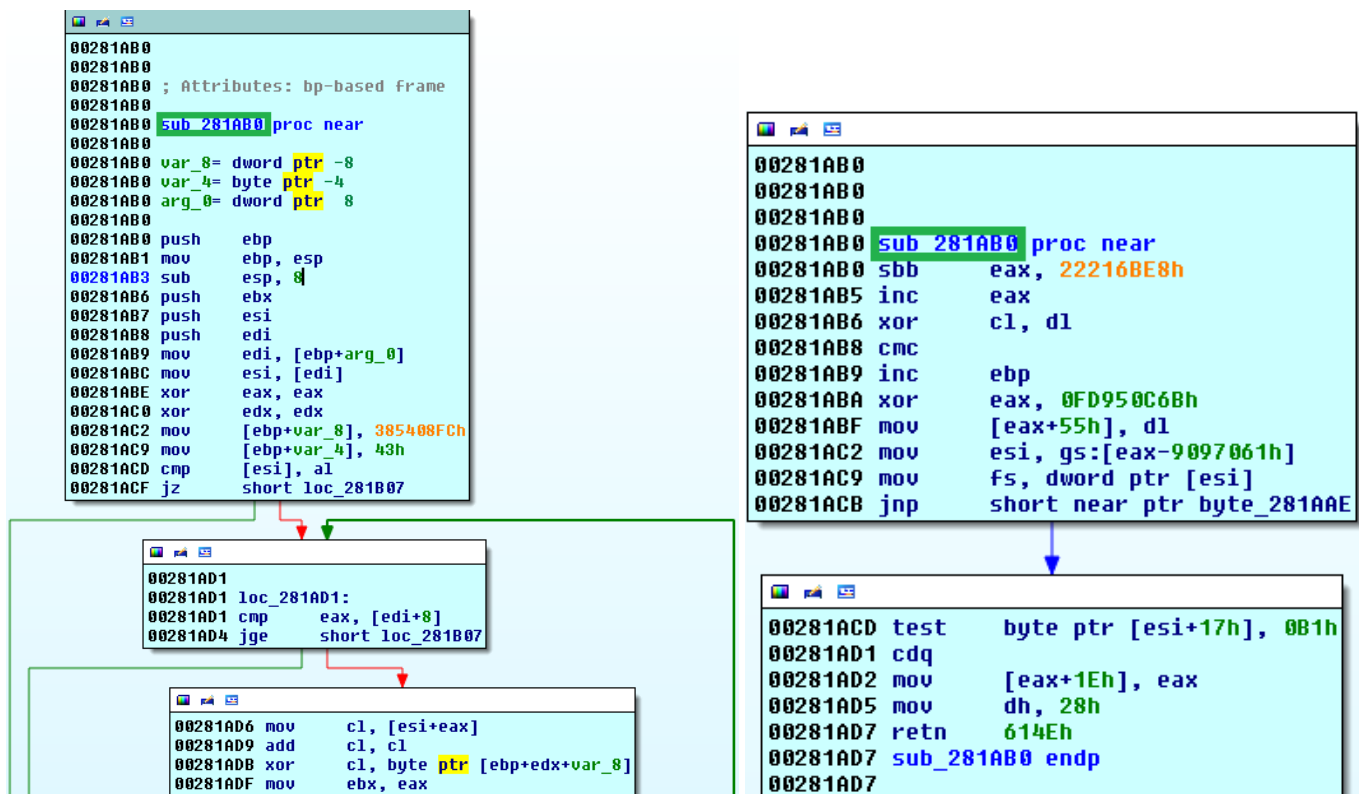 00281AB0
00281AB0
00281AB0 ; Attributes: bp-based frame
00281AB0
00281AB0 sub_281AB0 proc near
00281AB0
00281AB0 var_8= dword ptr -8
00281AB0 var_4= byte ptr -4
00281AB0 arg_0= dword ptr  8
00281AB0
00281AB0 push    ebp
00281AB1 mov     ebp, esp
00281AB3 sub     esp, 8
00281AB6 push    ebx
00281AB7 push    esi
00281AB8 push    edi
00281AB9 mov     edi, [ebp+arg_0]
00281ABC mov     esi, [edi]
00281ABE xor     eax, eax
00281AC0 xor     edx, edx
00281AC2 mov     [ebp+var_8], 385408FCh
00281AC9 mov     [ebp+var_4], 43h
00281ACD cmp     [esi], al
00281ACF jz      short loc_281B07
00281AD1
00281AD1 loc_281AD1:
00281AD1 cmp     eax, [edi+8]
00281AD4 jge     short loc_281B07
00281AD6 mov     cl, [esi+eax]
00281AD9 add     cl, cl
00281ADB xor     cl, byte ptr [ebp+edx+var_8]
00281ADF mov     ebx, eax
00281AB0
00281AB0
00281AB0
00281AB0 sub_281AB0 proc near
00281AB0 sbb     eax, 22216BE8h
00281AB5 inc     eax
00281AB6 xor     cl, dl
00281AB8 cmc
00281AB9 inc     ebp
00281ABA xor     eax, 0FD950C6Bh
00281ABF mov     [eax+55h], dl
00281AC2 mov     esi, gs:[eax-9097061h]
00281AC9 mov     fs, dword ptr [esi]
00281ACB jnp     short near ptr byte_281AAE
00281ACD test    byte ptr [esi+17h], 0B1h
00281AD1 cdq
00281AD2 mov     [eax+1Eh], eax
00281AD5 mov     dh, 28h
00281AD7 retn    614Eh
00281AD7 sub_281AB0 endp
00281AD7